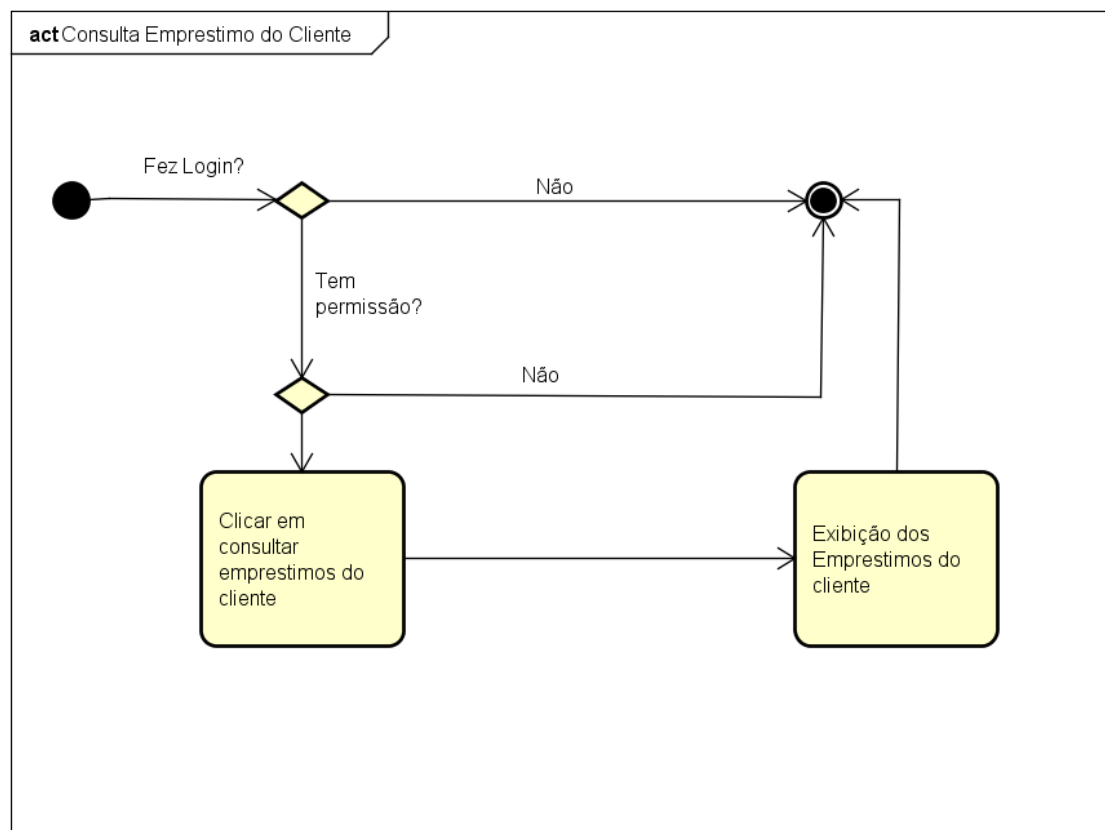 act Consulta Emprestimo do Cliente
Fez Login?
Não
Tem
permissão?
Não
Clicar em
consultar
emprestimos do
cliente
Exibição dos
Emprestimos do
cliente